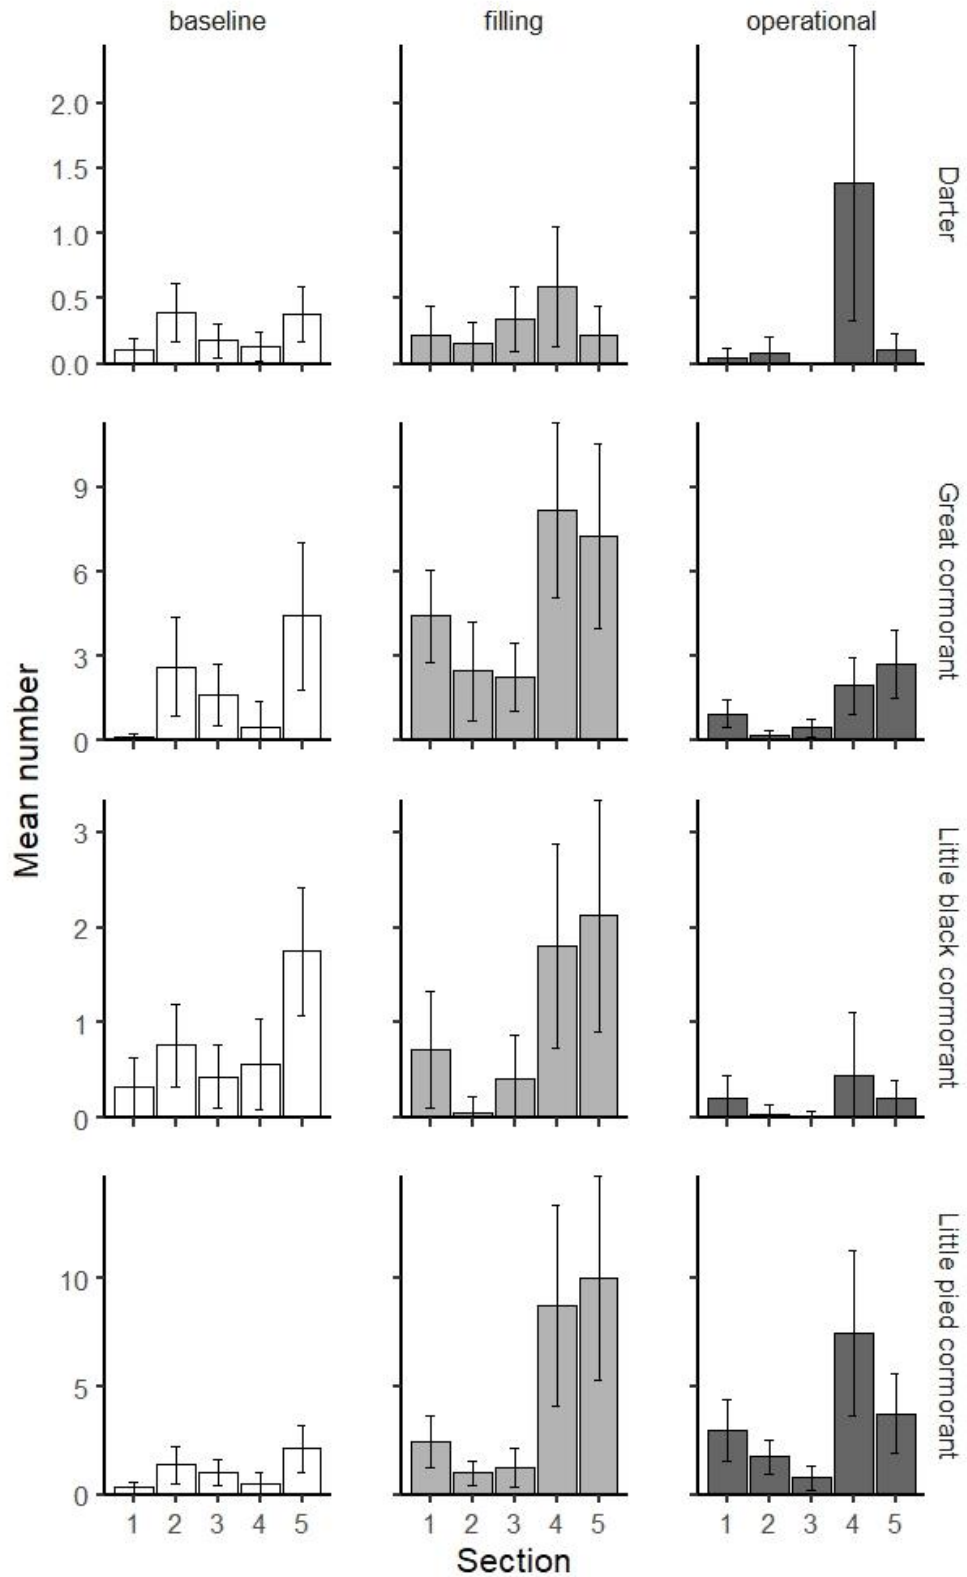 baseline filling operational
2.0
1.5
1.0
0.5
0.0
Darter
9
6
3
0
Great cormorant
Mean number
3
2
1
0
Little black cormorant
10
5
0
Little pied cormorant
1 2 3 4 5 1 2 3 4 5 1 2 3 4 5
Section